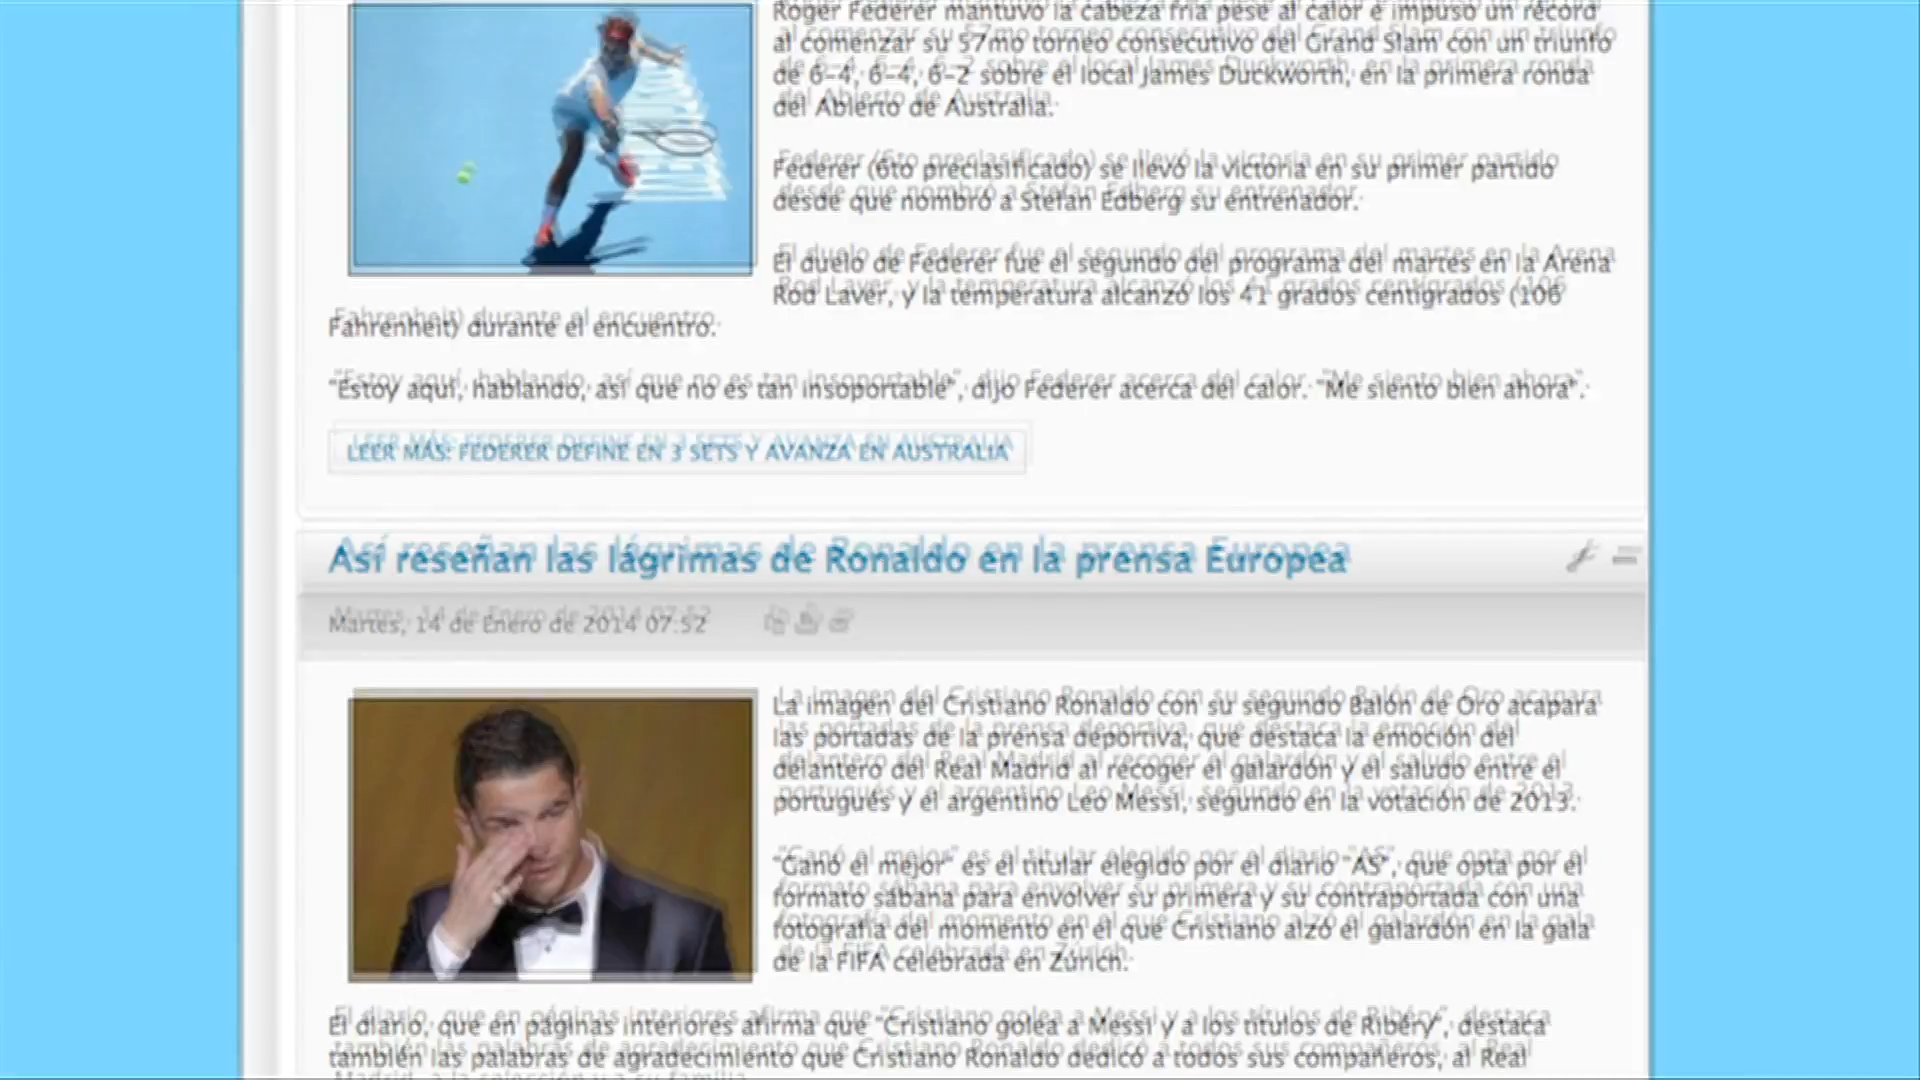 Roger Federer mantuvo la cabeza fría pese al calor e impuso un récord
al comenzar su 57mo torneo consecutivo del Grand Slam con un triunfo
de 6-4, 6-4, 6-2 sobre el local James Duckworth, en la primera ronda
del Abierto de Australia.
Federer (6to preclasificado) se llevó la victoria en su primer partido
desde que nombró a Stefan Edberg su entrenador.
El duelo de Federer fue el segundo del programa del martes en la Arena
Rod Laver, y la temperatura alcanzó los 41 grados centígrados (106
Fahrenheit) durante el encuentro.
"Estoy aquí, hablando, así que no es tan insoportable", dijo Federer acerca del calor. "Me siento bien ahora".
LEER MÁS: FEDERER DEFINE EN 3 SETS Y AVANZA EN AUSTRALIA
Así reseñan las lágrimas de Ronaldo en la prensa Europea
Martes, 14 de Enero de 2014 07:52
La imagen del Cristiano Ronaldo con su segundo Balón de Oro acapara
las portadas de la prensa deportiva, que destaca la emoción del
delantero del Real Madrid al recoger el galardón y el saludo entre el
portugués y el argentino Leo Messi, segundo en la votación de 2013.
"Ganó el mejor" es el titular elegido por el diario "AS", que opta por el
formato sábana para envolver su primera y su contraportada con una
fotografía del momento en el que Cristiano alzó el galardón en la gala
de la FIFA celebrada en Zúrich.
El diario, que en páginas interiores afirma que "Cristiano golea a Messi y a los títulos de Ribéry", destaca
también las palabras de agradecimiento que Cristiano Ronaldo dedicó a todos sus compañeros, al Real
Madrid, a la selección y a su familia.